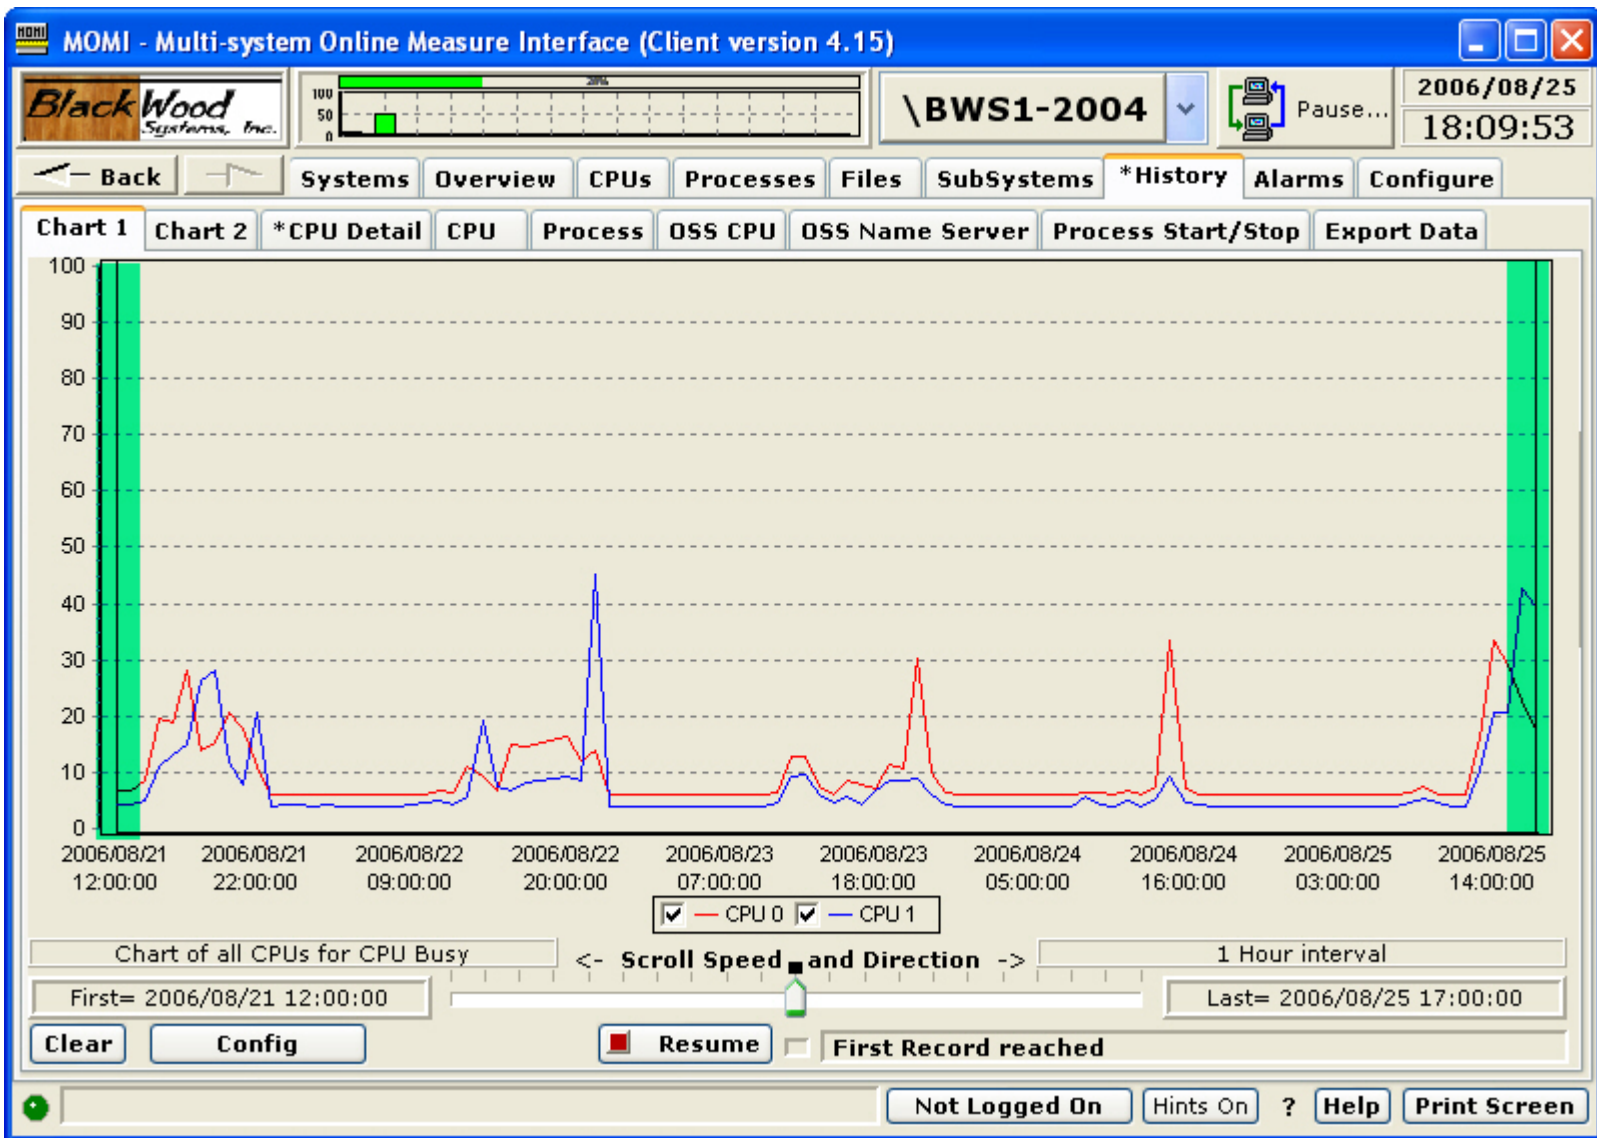 MOMI
MOMI - Multi-system Online Measure Interface (Client version 4.15)
BlackWood
Systems, Inc.
28%
100
50
0
\BWS1-2004
Pause...
2006/08/25
18:09:53
Back
Systems Overview CPUs Processes Files SubSystems *History Alarms Configure
Chart 1 Chart 2 *CPU Detail CPU Process OSS CPU OSS Name Server Process Start/Stop Export Data
100
90
80
70
60
50
40
30
20
10
0
2006/08/21 2006/08/21 2006/08/22 2006/08/22 2006/08/23 2006/08/23 2006/08/24 2006/08/24 2006/08/25 2006/08/25
12:00:00 22:00:00 09:00:00 20:00:00 07:00:00 18:00:00 05:00:00 16:00:00 03:00:00 14:00:00
CPU 0 CPU 1
Chart of all CPUs for CPU Busy
<- Scroll Speed and Direction ->
1 Hour interval
First= 2006/08/21 12:00:00
Last= 2006/08/25 17:00:00
Clear Config Resume First Record reached
Not Logged On Hints On ? Help Print Screen